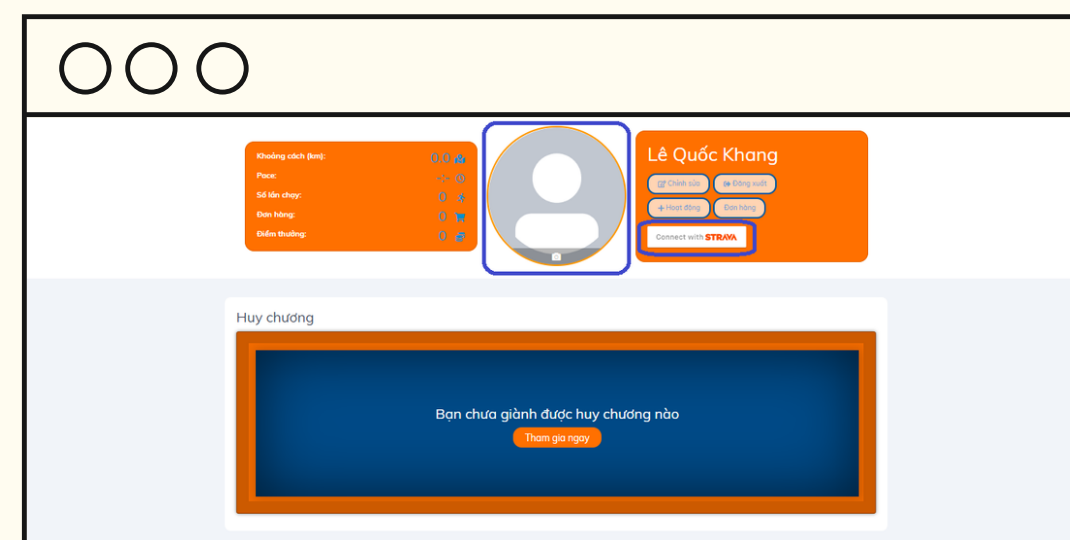 Khoảng cách (km):
0.0
Pace:
-:-
Số lần chạy:
0
Đơn hàng:
0
Điểm thưởng:
0
Lê Quốc Khang
Chỉnh sửa
Đăng xuất
Hoạt động
Đơn hàng
Connect with STRAVA
Huy chương
Bạn chưa giành được huy chương nào
Tham gia ngay